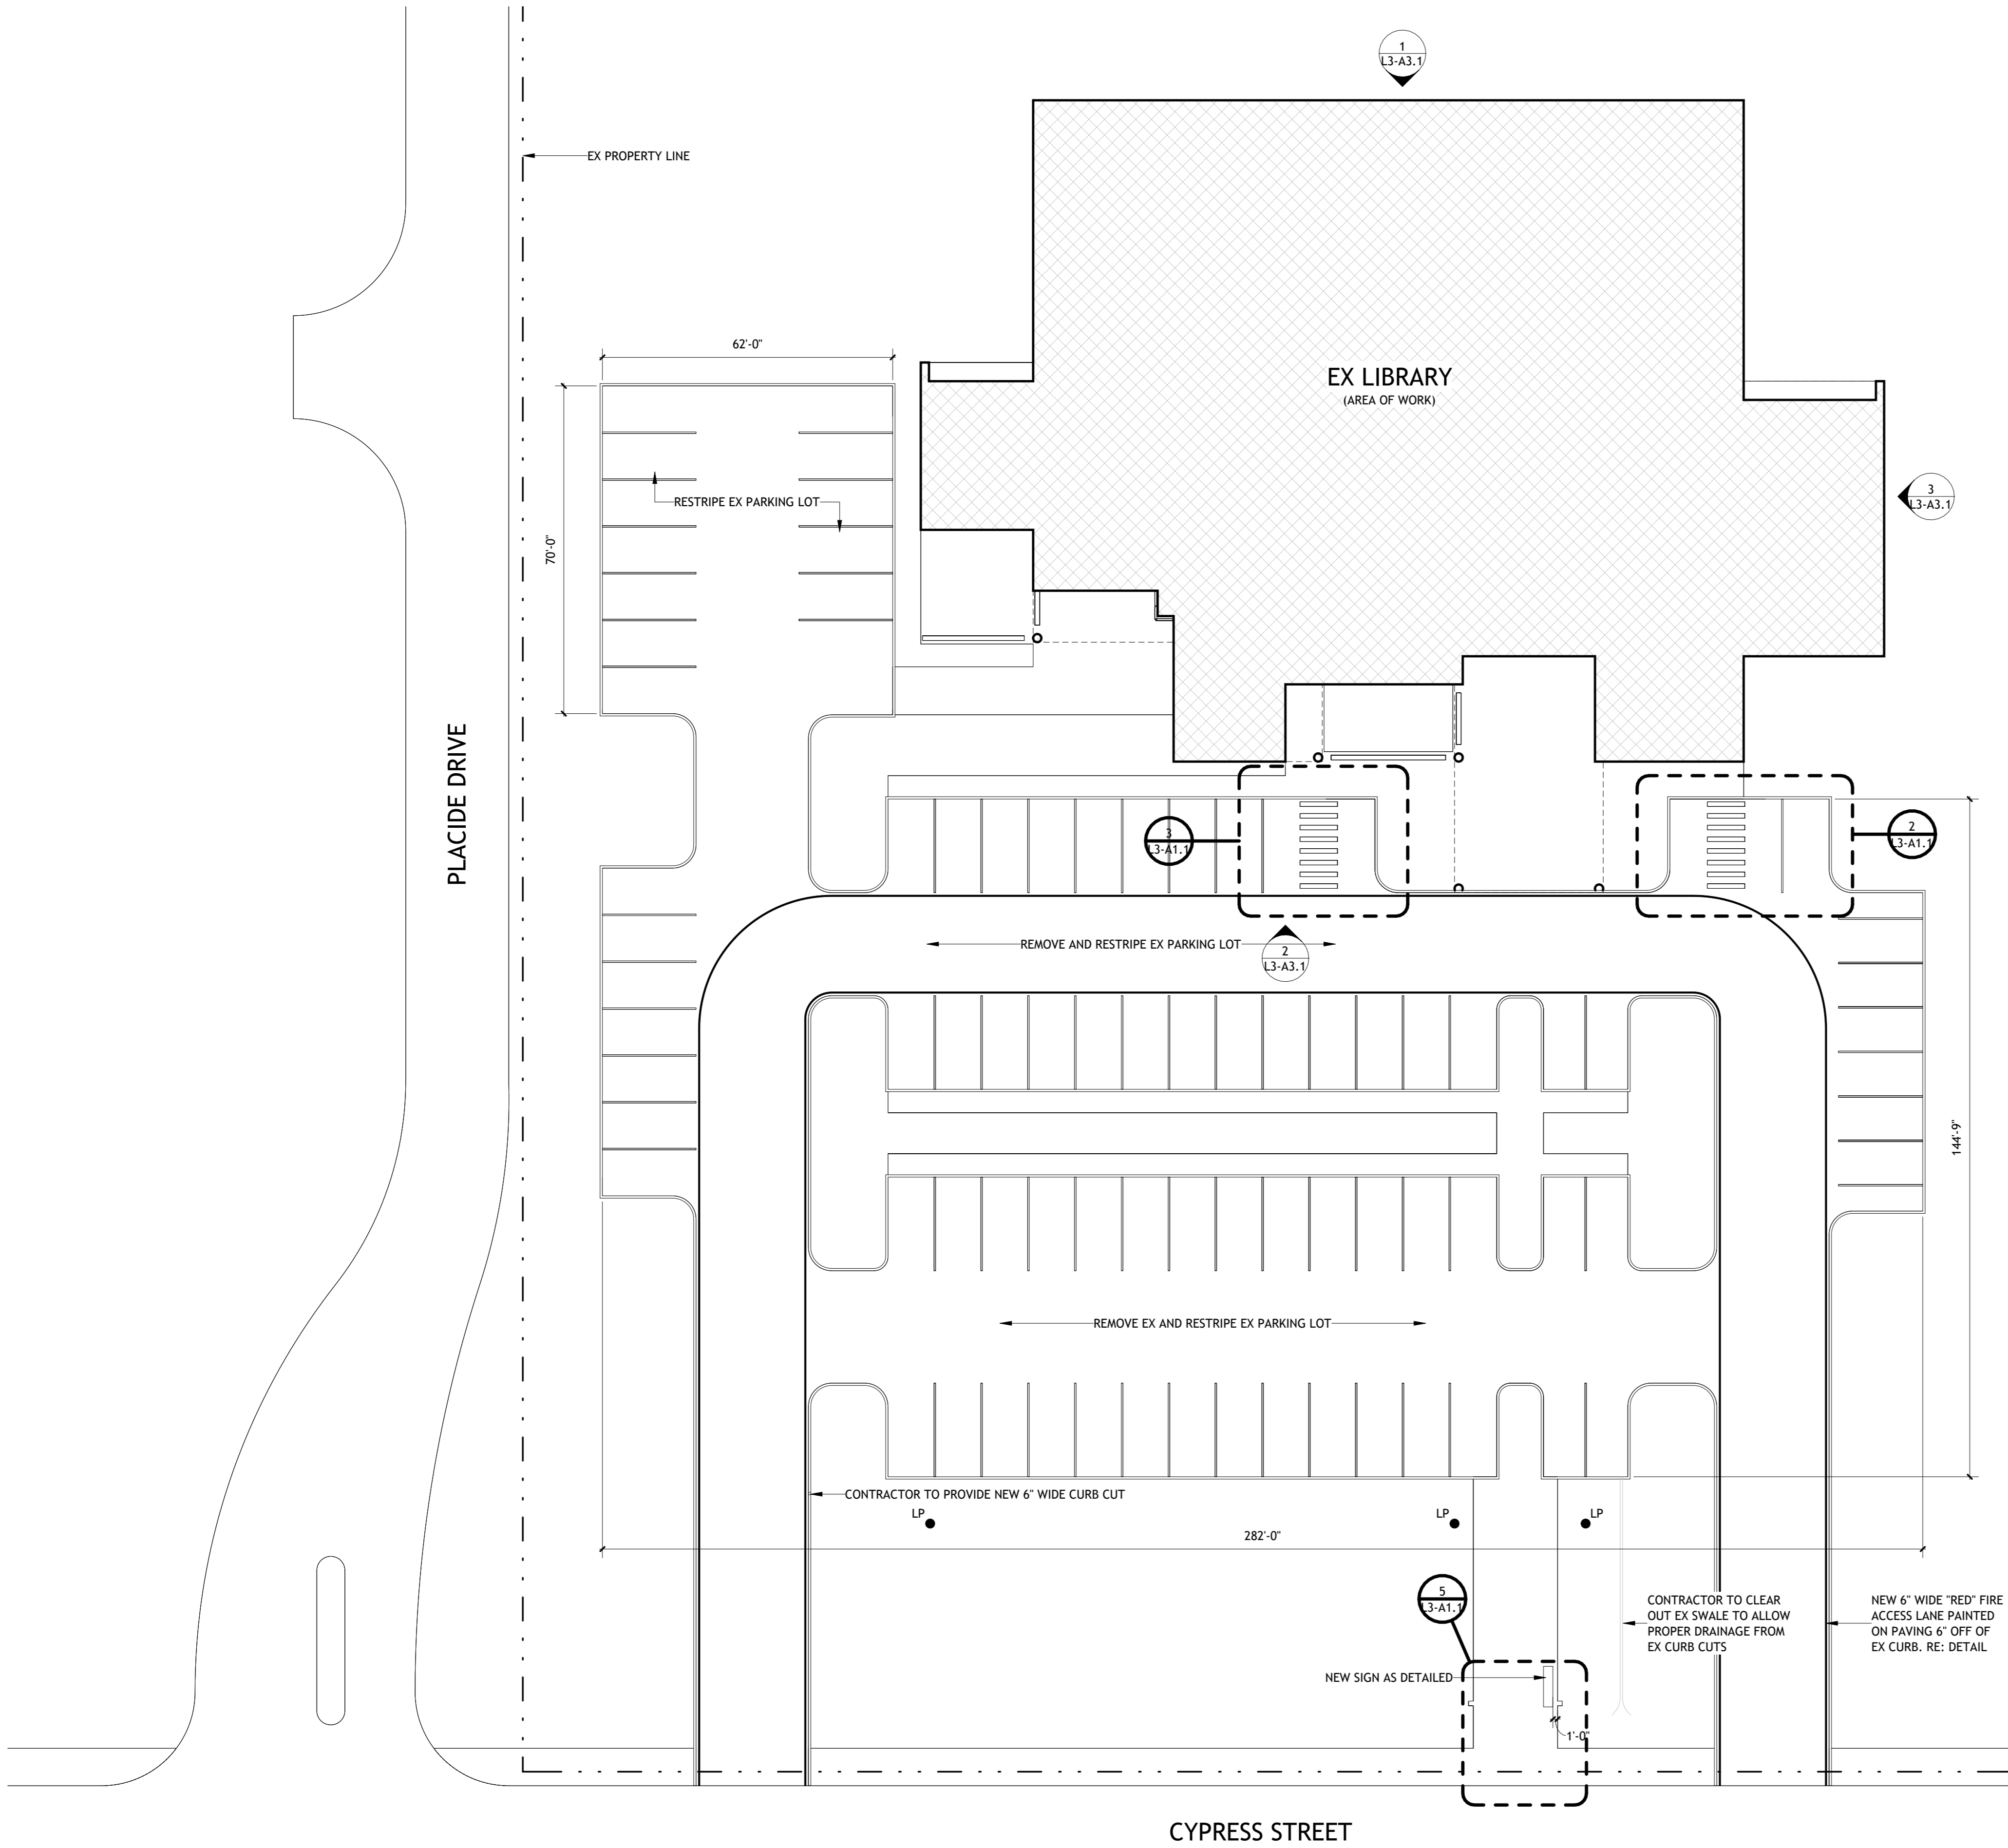 1
L3-A3.1
EX PROPERTY LINE
62'-0"
EX LIBRARY
(AREA OF WORK)
3
L3-A3.1
RESTRIPE EX PARKING LOT
70'-0"
PLACIDE DRIVE
3
L3-A1.1
2
L3-A1.1
REMOVE AND RESTRIPE EX PARKING LOT
2
L3-A3.1
144'-9"
REMOVE EX AND RESTRIPE EX PARKING LOT
CONTRACTOR TO PROVIDE NEW 6" WIDE CURB CUT
LP
LP
LP
282'-0"
5
L3-A1.1
CONTRACTOR TO CLEAR
OUT EX SWALE TO ALLOW
PROPER DRAINAGE FROM
EX CURB CUTS
NEW 6" WIDE "RED" FIRE
ACCESS LANE PAINTED
ON PAVING 6" OFF OF
EX CURB. RE: DETAIL
NEW SIGN AS DETAILED
1'-0"
CYPRESS STREET